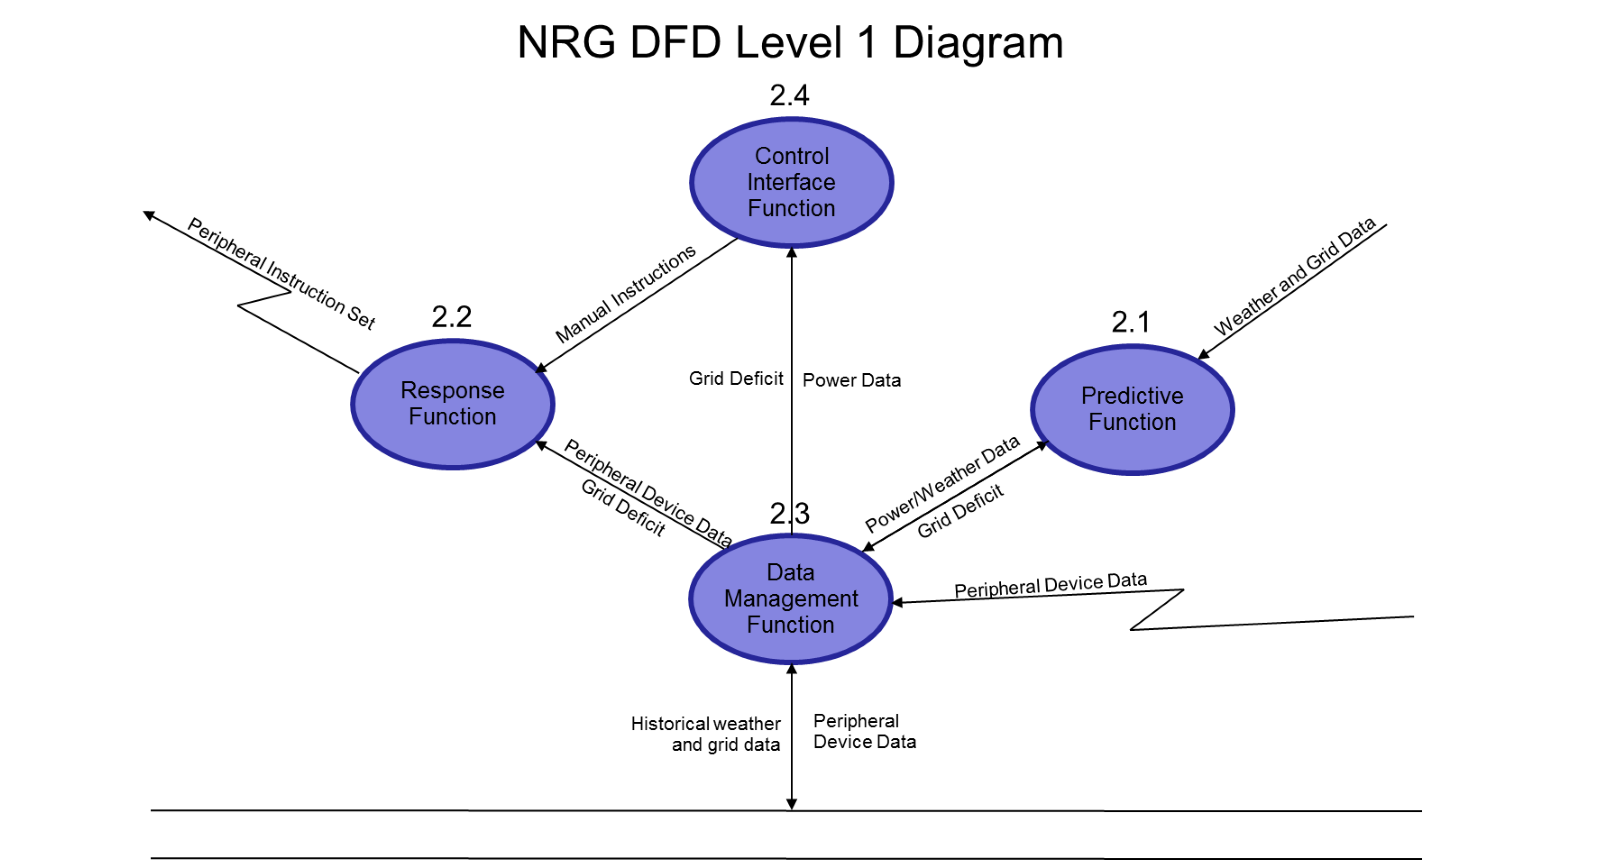 NRG DFD Level 1 Diagram
2.4
Control
Interface
Function
Peripheral Instruction Set
Manual Instructions
Weather and Grid Data
2.2
Response
Function
2.1
Predictive
Function
Grid Deficit
Power Data
Peripheral Device Data
Grid Deficit
Power/Weather Data
Grid Deficit
2.3
Data
Management
Function
Peripheral Device Data
Historical weather
and grid data
Peripheral
Device Data